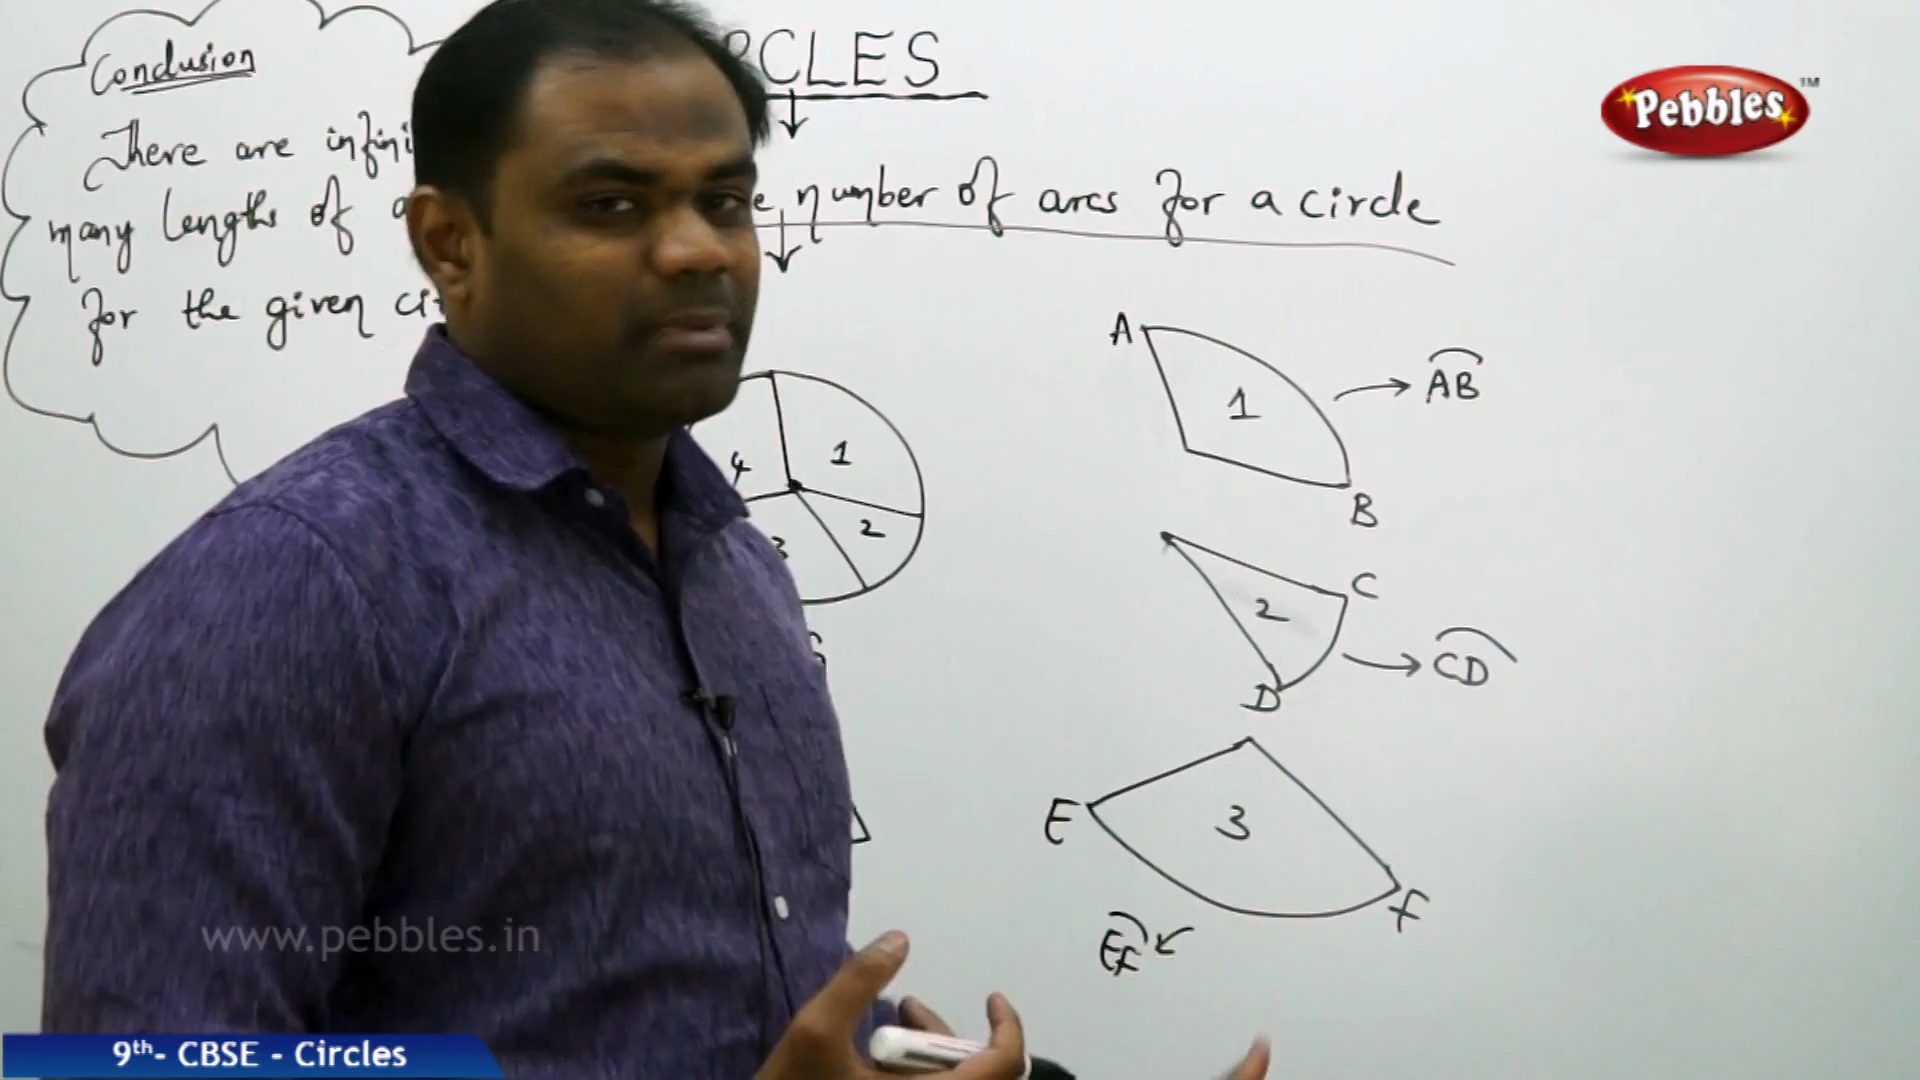 Conclusion
There are infini
many lengths of a
for the given ci
RCLES
e number of arcs for a circle
Pebbles™
4
1
2
3
A
1
AB
B
C
2
CD
D
E
3
F
EF
www.pebbles.in
9th- CBSE - Circles